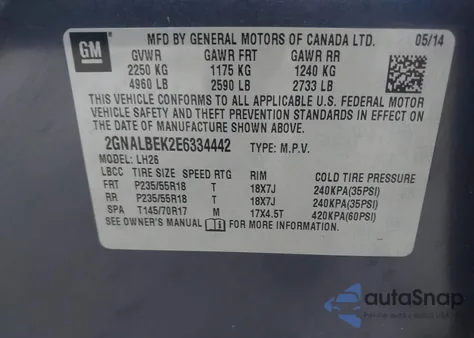 GM
MFD BY GENERAL MOTORS OF CANADA LTD. 05/14
GVWR GAWR FRT GAWR RR
2250 KG 1175 KG 1240 KG
4960 LB 2590 LB 2733 LB
THIS VEHICLE CONFORMS TO ALL APPLICABLE U.S. FEDERAL MOTOR
VEHICLE SAFETY AND THEFT PREVENTION STANDARDS IN EFFECT ON
THE DATE OF MANUFACTURE SHOWN ABOVE.
2GNALBEK2E6334442 TYPE: M.P.V.
MODEL: LH26
LBCC TIRE SIZE SPEED RTG RIM COLD TIRE PRESSURE
FRT P235/55R18 T 18X7J 240KPA(35PSI)
RR P235/55R18 T 18X7J 240KPA(35PSI)
SPA T145/70R17 M 17X4.5T 420KPA(60PSI)
SEE OWNER'S MANUAL FOR MORE INFORMATION.
autoSnap